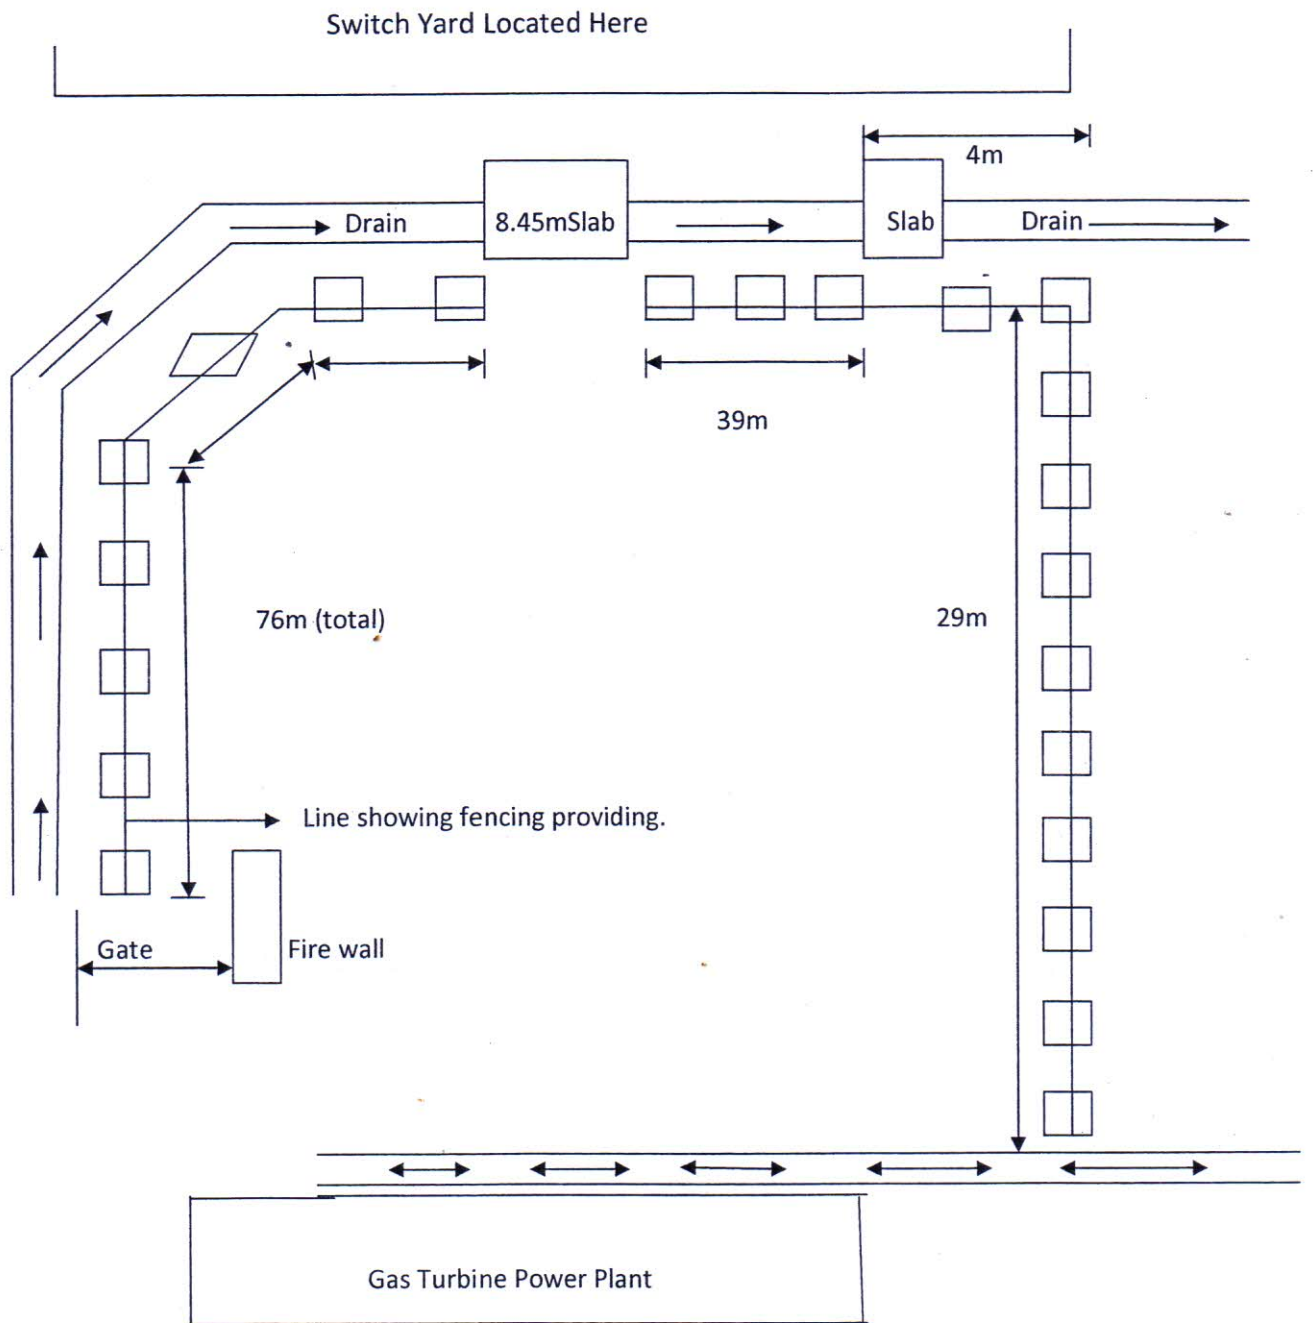 Switch Yard Located Here
4m
Drain
8.45mSlab
Slab
Drain
39m
76m (total)
29m
Line showing fencing providing.
Gate
Fire wall
Gas Turbine Power Plant